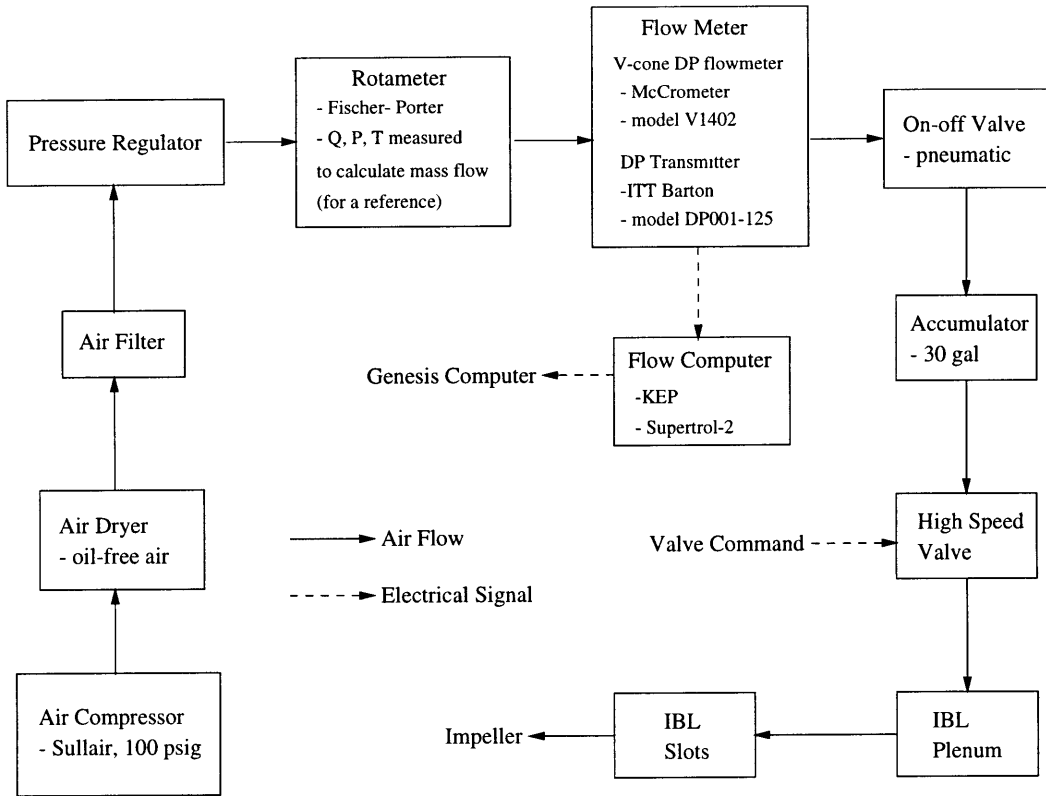 Flow Meter
V-cone DP flowmeter
- McCrometer
- model V1402
DP Transmitter
-ITT Barton
- model DP001-125
Rotameter
- Fischer- Porter
- Q, P, T measured
to calculate mass flow
(for a reference)
Pressure Regulator
On-off Valve
- pneumatic
Air Filter
Accumulator
- 30 gal
Genesis Computer
Flow Computer
-KEP
- Supertrol-2
Air Dryer
- oil-free air
Air Flow
Electrical Signal
Valve Command
High Speed
Valve
Air Compressor
- Sullair, 100 psig
Impeller
IBL
Slots
IBL
Plenum